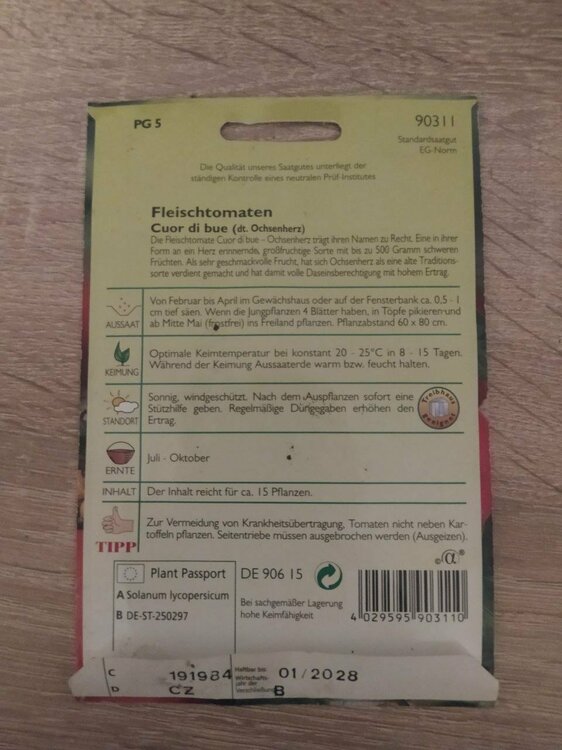 PG 5
90311
Standardsaatgut
EG-Norm
Die Qualität unseres Saatgutes unterliegt der
ständigen Kontrolle eines neutralen Prüf-Institutes
Fleischtomaten
Cuor di bue (dt. Ochsenherz)
Die Fleischtomate Cuor di bue - Ochsenherz trägt ihren Namen zu Recht. Eine in ihrer
Form an ein Herz erinnernde, großfruchtige Sorte mit bis zu 500 Gramm schweren
Früchten. Als sehr geschmackvolle Frucht, hat sich Ochsenherz als eine alte Traditions-
sorte verdient gemacht und hat damit volle Daseinsberechtigung mit hohem Ertrag.
AUSSAAT
Von Februar bis April im Gewächshaus oder auf der Fensterbank ca. 0,5 - 1
cm tief säen. Wenn die Jungpflanzen 4 Blätter haben, in Töpfe pikieren und
ab Mitte Mai (frostfrei) ins Freiland pflanzen. Pflanzabstand 60 x 80 cm.
KEIMUNG
Optimale Keimtemperatur bei konstant 20 - 25°C in 8 - 15 Tagen.
Während der Keimung Aussaaterde warm bzw. feucht halten.
STANDORT
Sonnig, windgeschützt. Nach dem Auspflanzen sofort eine
Stützhilfe geben. Regelmäßige Düngegaben erhöhen den
Ertrag.
Treibhaus
geeignet
ERNTE
Juli - Oktober
INHALT
Der Inhalt reicht für ca. 15 Pflanzen.
TIPP
Zur Vermeidung von Krankheitsübertragung, Tomaten nicht neben Kar-
toffeln pflanzen. Seitentriebe müssen ausgebrochen werden (Ausgeizen).
©α®
Plant Passport
A Solanum lycopersicum
B DE-ST-250297
DE 906 15
Bei sachgemäßer Lagerung
hohe Keimfähigkeit
4 029595 903110
C 191984
D CZ
Haltbar bis:
Wirtschafts-
jahr der
Verschließung
01/2028
B